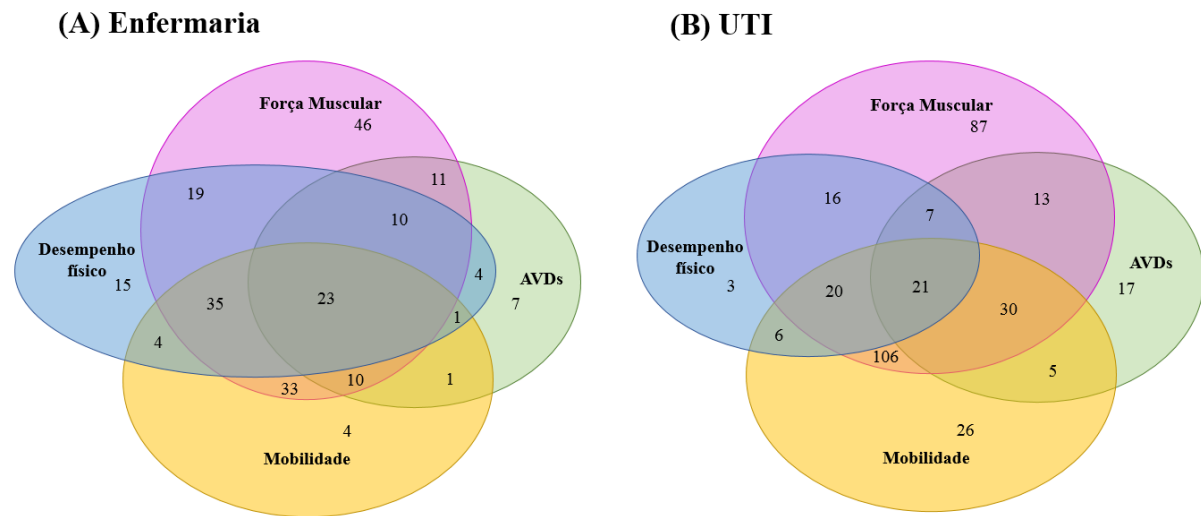 (A) Enfermaria
Força Muscular
46
19
11
10
Desempenho
físico
15
4
AVDs
7
35
23
1
4
33
10
1
4
Mobilidade
(B) UTI
Força Muscular
87
16
7
13
Desempenho
físico
3
AVDs
17
20
21
30
6
106
5
26
Mobilidade